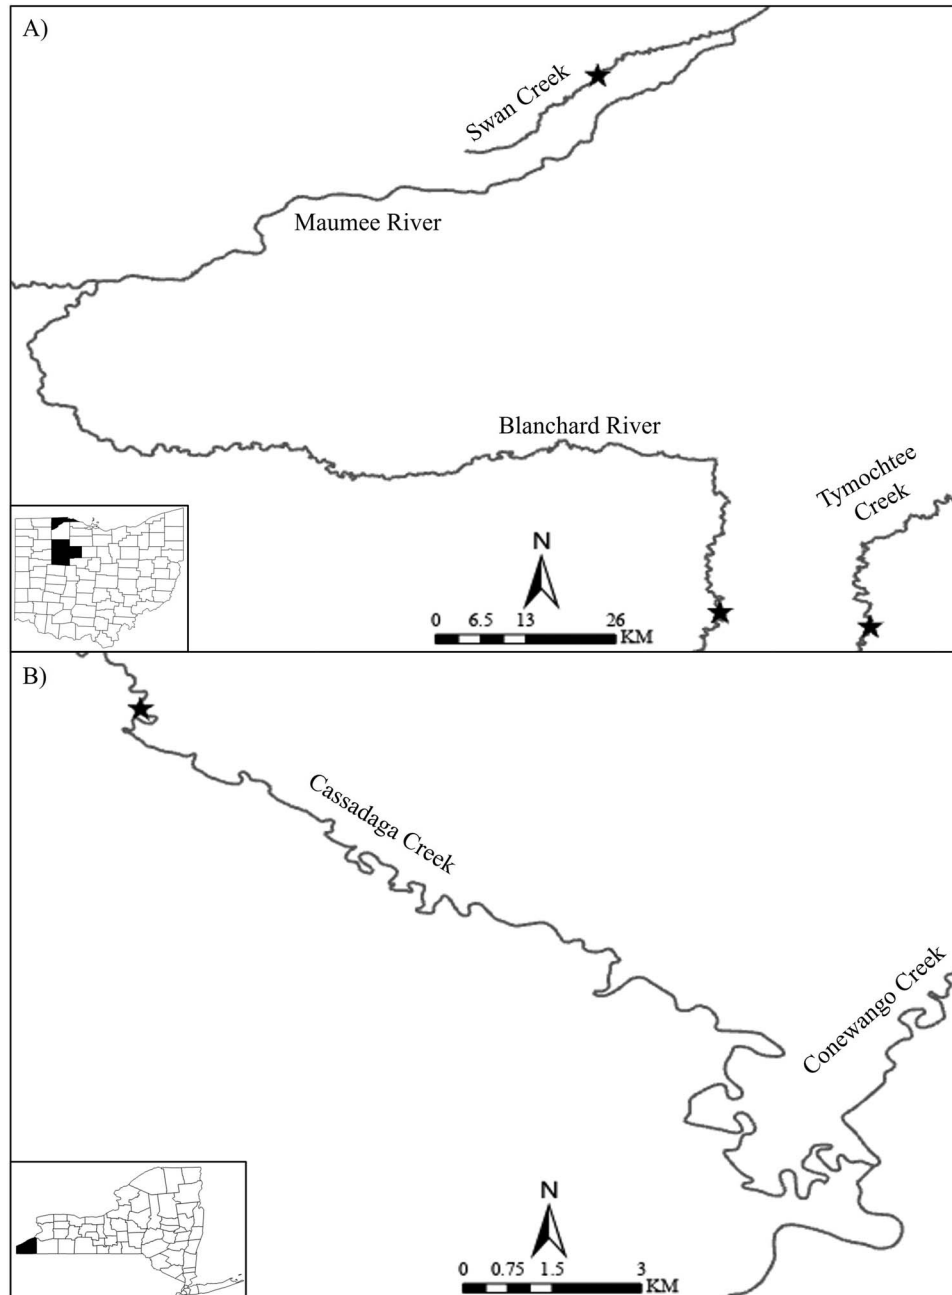 A)
Swan Creek
Maumee River
Blanchard River
Tymochtee
Creek
N
0 6.5 13 26
KM
B)
Cassadaga Creek
Conewango Creek
N
0 0.75 1.5 3
KM